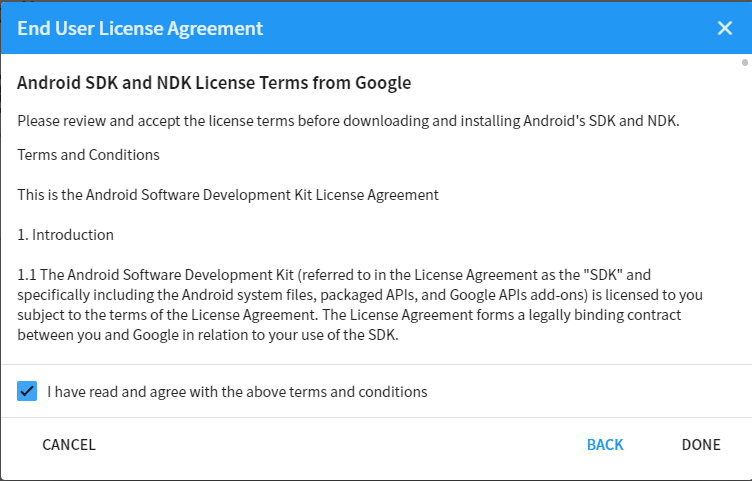 End User License Agreement
Android SDK and NDK License Terms from Google
Please review and accept the license terms before downloading and installing Android's SDK and NDK.
Terms and Conditions
This is the Android Software Development Kit License Agreement
1. Introduction
1.1 The Android Software Development Kit (referred to in the License Agreement as the "SDK" and
specifically including the Android system files, packaged APIs, and Google APIs add-ons) is licensed to you
subject to the terms of the License Agreement. The License Agreement forms a legally binding contract
between you and Google in relation to your use of the SDK.
I have read and agree with the above terms and conditions
CANCEL
BACK
DONE